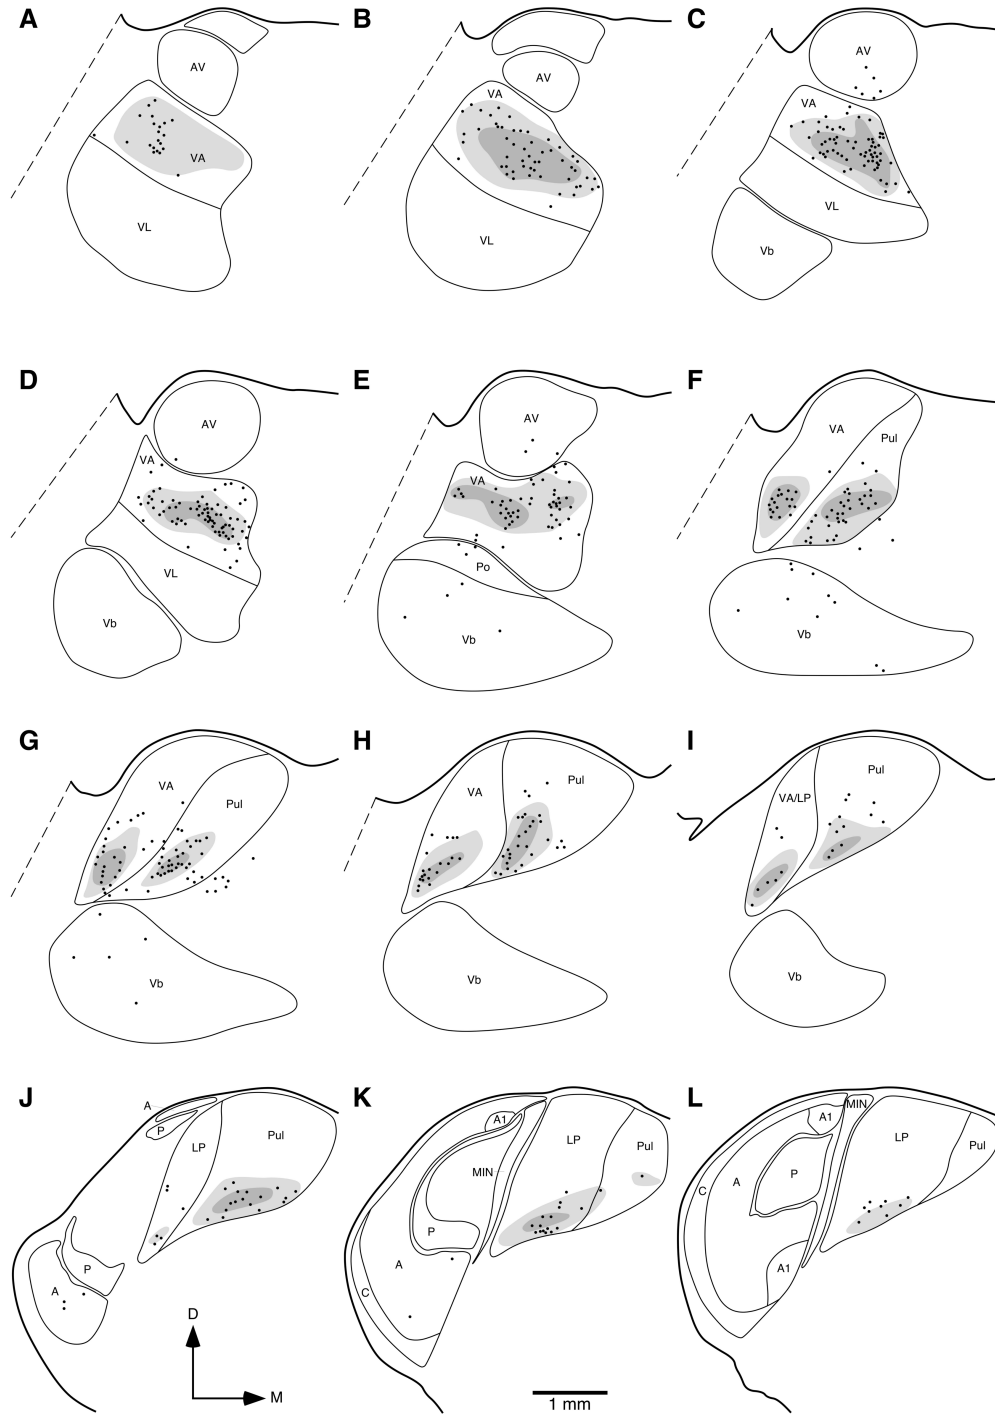 A B C
AV AV AV
VA VA VA
VL VL VL
Vb
D E F
AV AV VA Pul
VA VA
VL Po
Vb Vb Vb
G H I
VA Pul VA Pul VA/LP Pul
Vb Vb Vb
J K L
A P LP Pul
A P
A1 MIN LP Pul
P A C
A1 MIN LP Pul
C A P
A1
D
M
1 mm